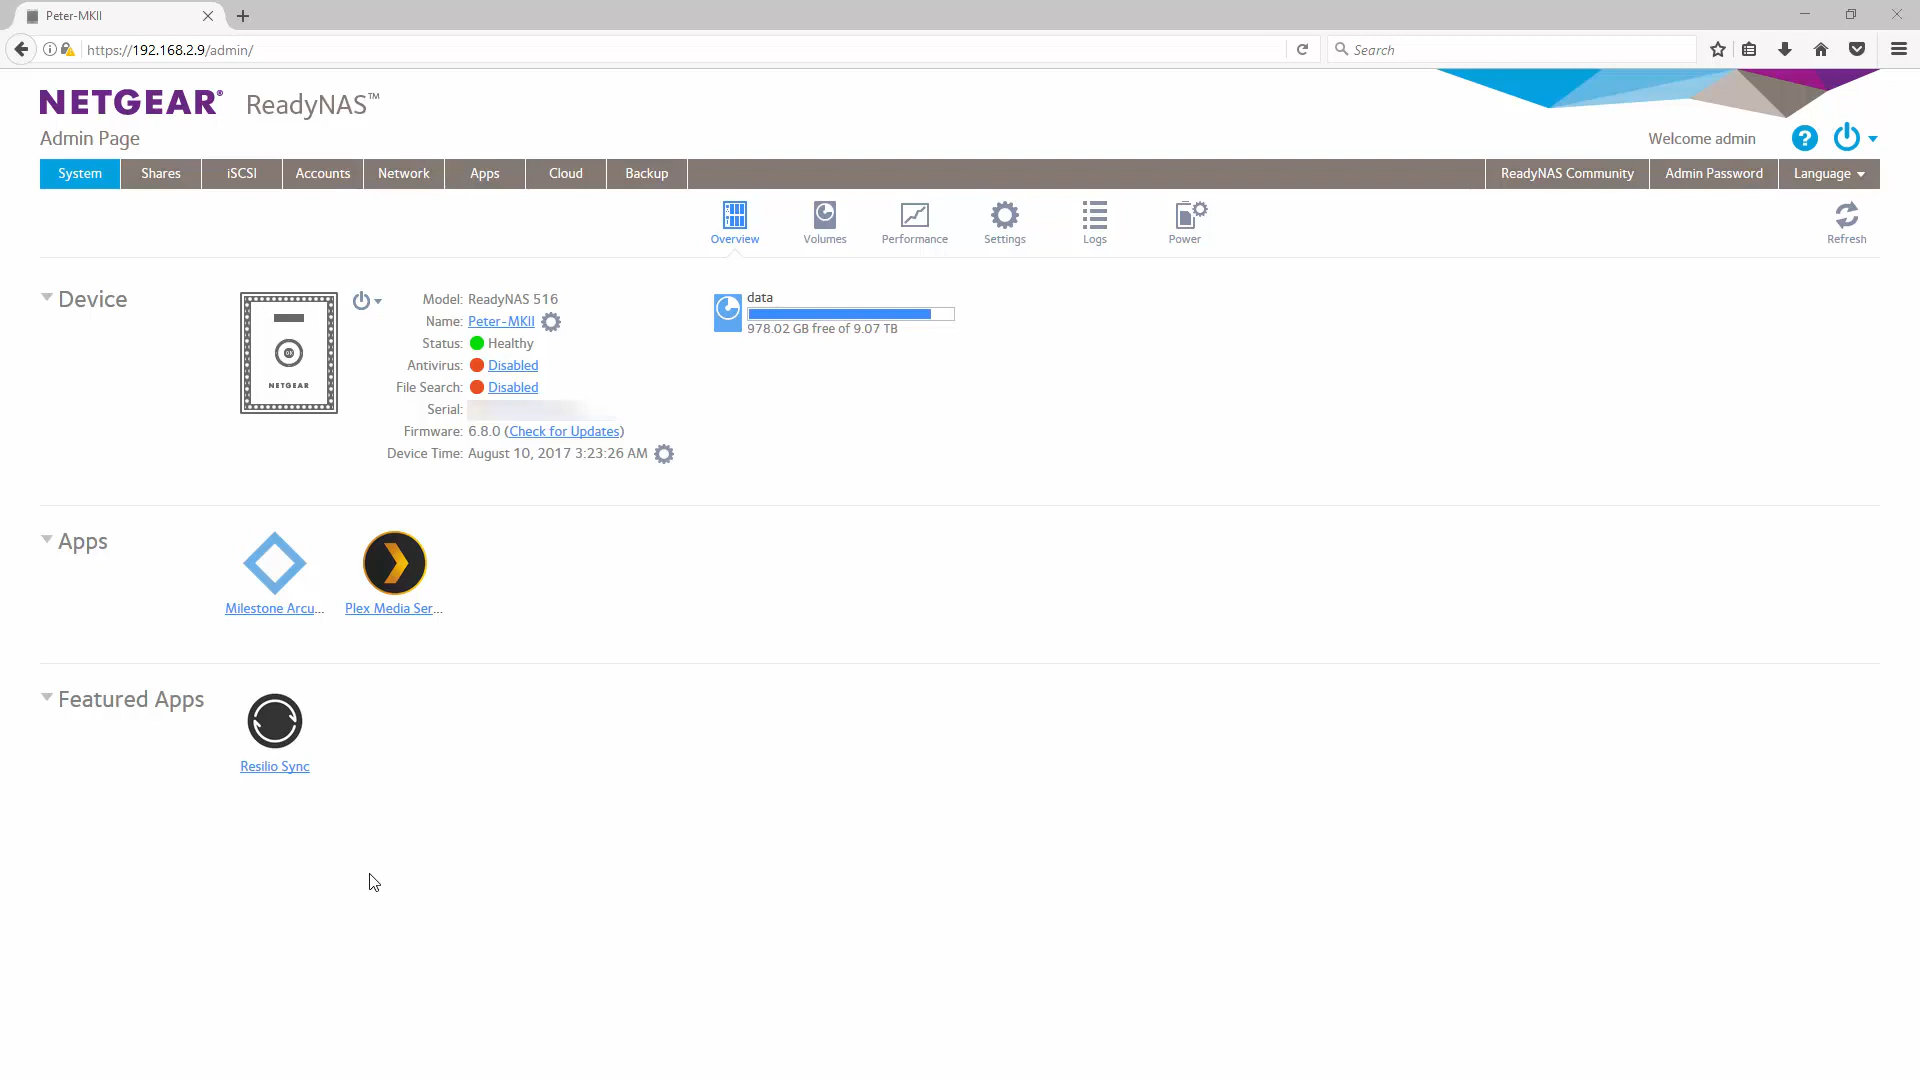 Peter-MKII
https://192.168.2.9/admin/
Search
NETGEAR® ReadyNAS™
Admin Page
Welcome admin
System Shares iSCSI Accounts Network Apps Cloud Backup ReadyNAS Community Admin Password Language
Overview Volumes Performance Settings Logs Power Refresh
Device
NETGEAR
Model: ReadyNAS 516
Name: Peter-MKII
Status: Healthy
Antivirus: Disabled
File Search: Disabled
Serial:
Firmware: 6.8.0 (Check for Updates)
Device Time: August 10, 2017 3:23:26 AM
data
978.02 GB free of 9.07 TB
Apps
Milestone Arcu...
Plex Media Ser...
Featured Apps
Resilio Sync